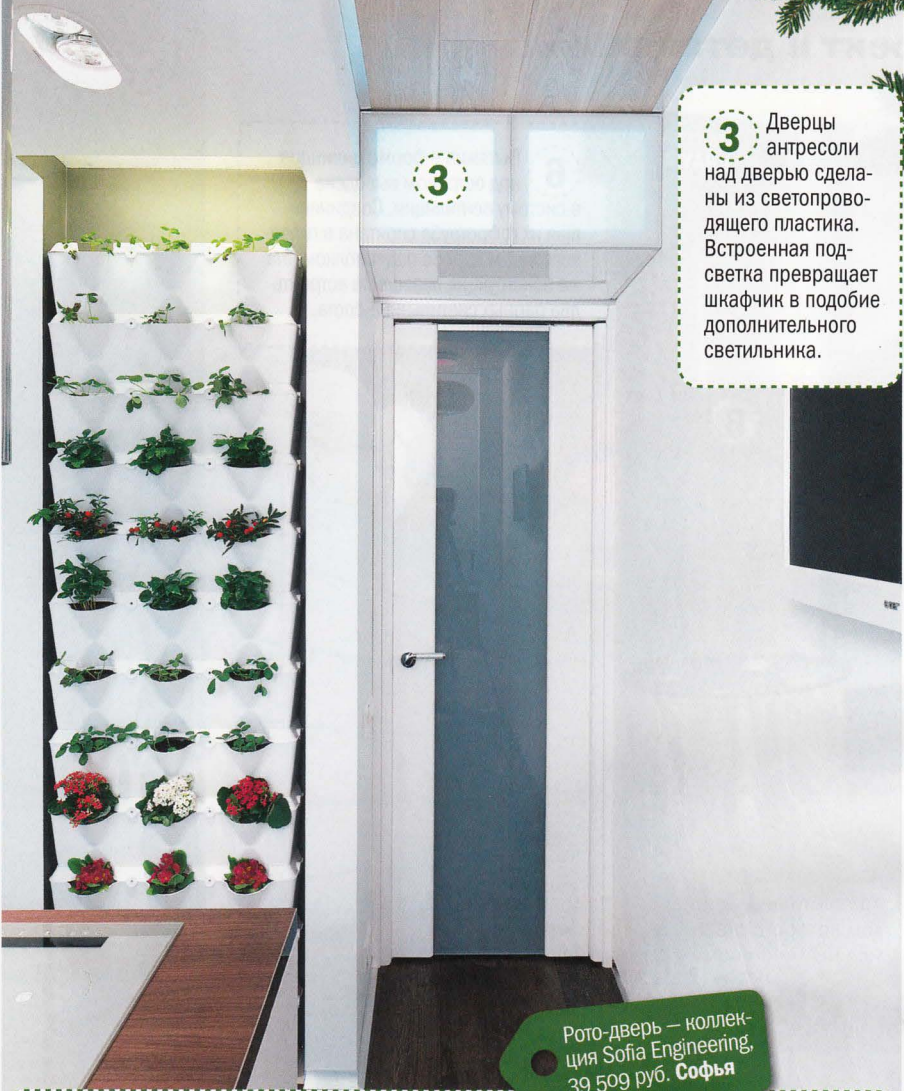 3
3 Дверцы
антресоли
над дверью сдела-
ны из светопрово-
дящего пластика.
Встроенная под-
светка превращает
шкафчик в подобие
дополнительного
светильника.
Рото-дверь — коллек-
ция Sofia Engineering,
39 509 руб. Софья